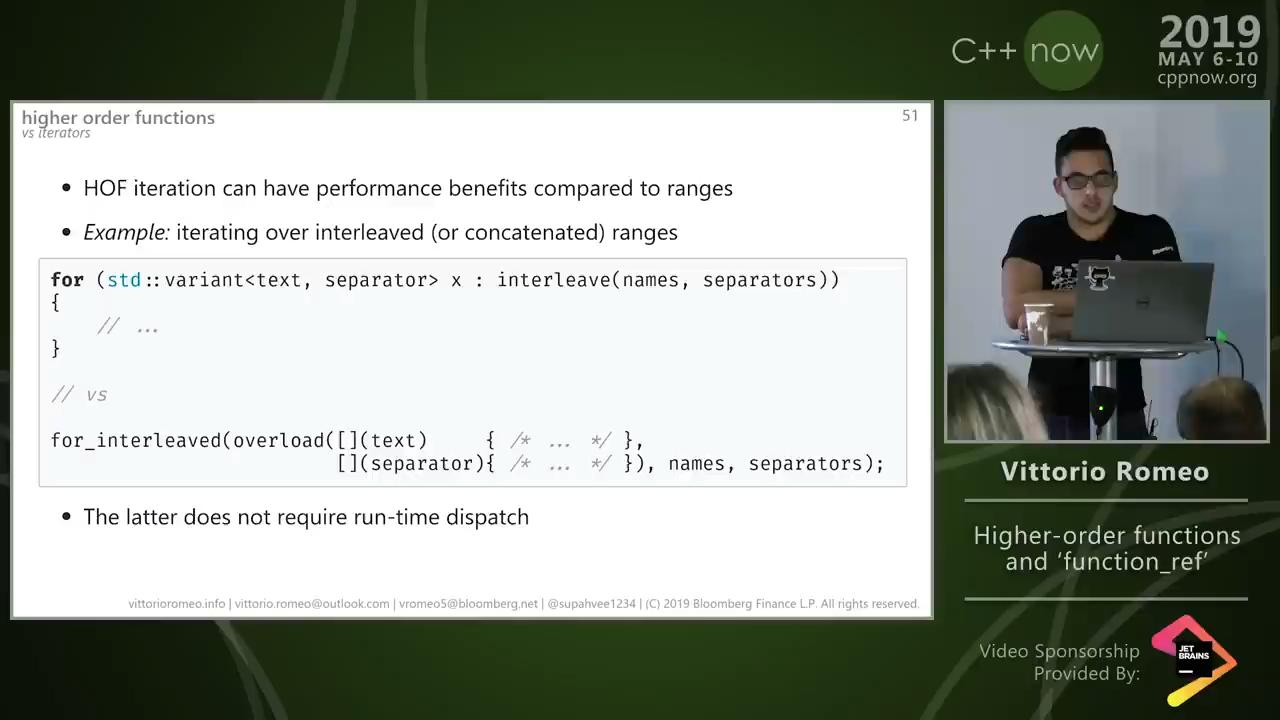 C++ now
2019
MAY 6-10
cppnow.org
higher order functions
vs iterators
51
• HOF iteration can have performance benefits compared to ranges
• Example: iterating over interleaved (or concatenated) ranges
for (std::variant<text, separator> x : interleave(names, separators))
{
// ...
}
// vs
for_interleaved(overload([](text) { /* ... */ },
[](separator){ /* ... */ }), names, separators);
• The latter does not require run-time dispatch
vittorioromeo.info | vittorio.romeo@outlook.com | vromeo5@bloomberg.net | @supahvee1234 | (C) 2019 Bloomberg Finance L.P. All rights reserved.
Bloomberg
Vittorio Romeo
Higher-order functions
and ‘function_ref’
Video Sponsorship
Provided By:
JET
BRAINS